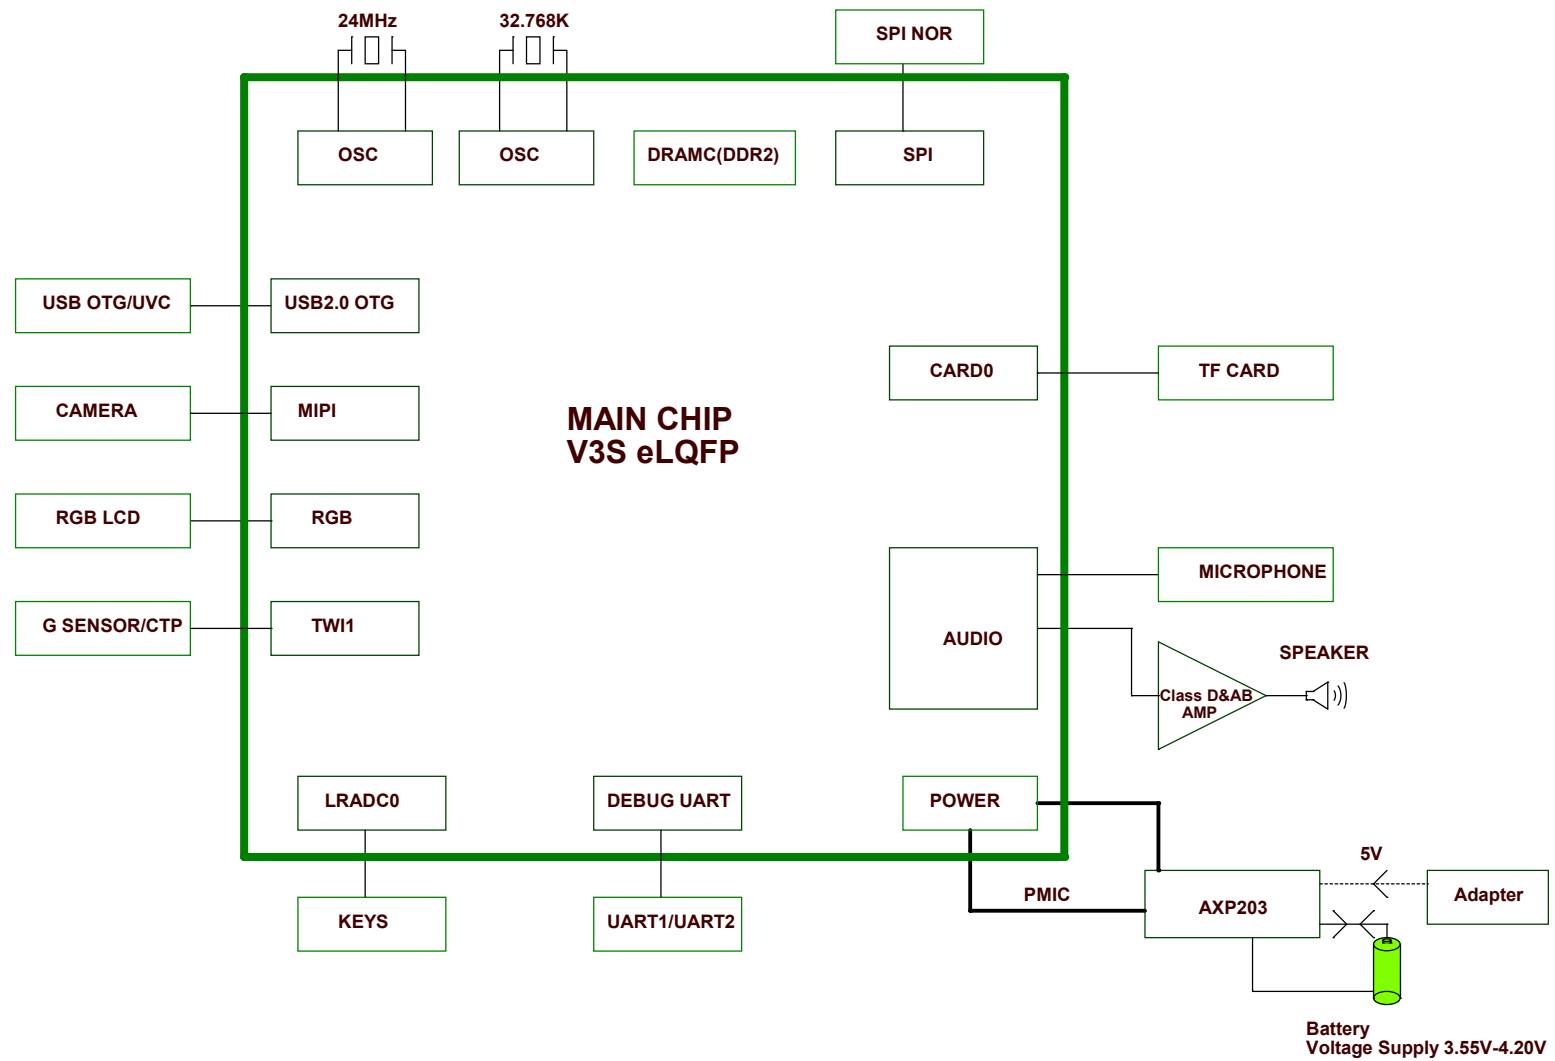 24MHz
32.768K
SPI NOR
OSC
OSC
DRAMC(DDR2)
SPI
USB OTG/UVC
USB2.0 OTG
CARD0
TF CARD
CAMERA
MIPI
MAIN CHIP
V3S eLQFP
RGB LCD
RGB
MICROPHONE
G SENSOR/CTP
TWI1
AUDIO
SPEAKER
Class D&AB
AMP
LRADC0
DEBUG UART
POWER
5V
PMIC
AXP203
Adapter
KEYS
UART1/UART2
Battery
Voltage Supply 3.55V-4.20V